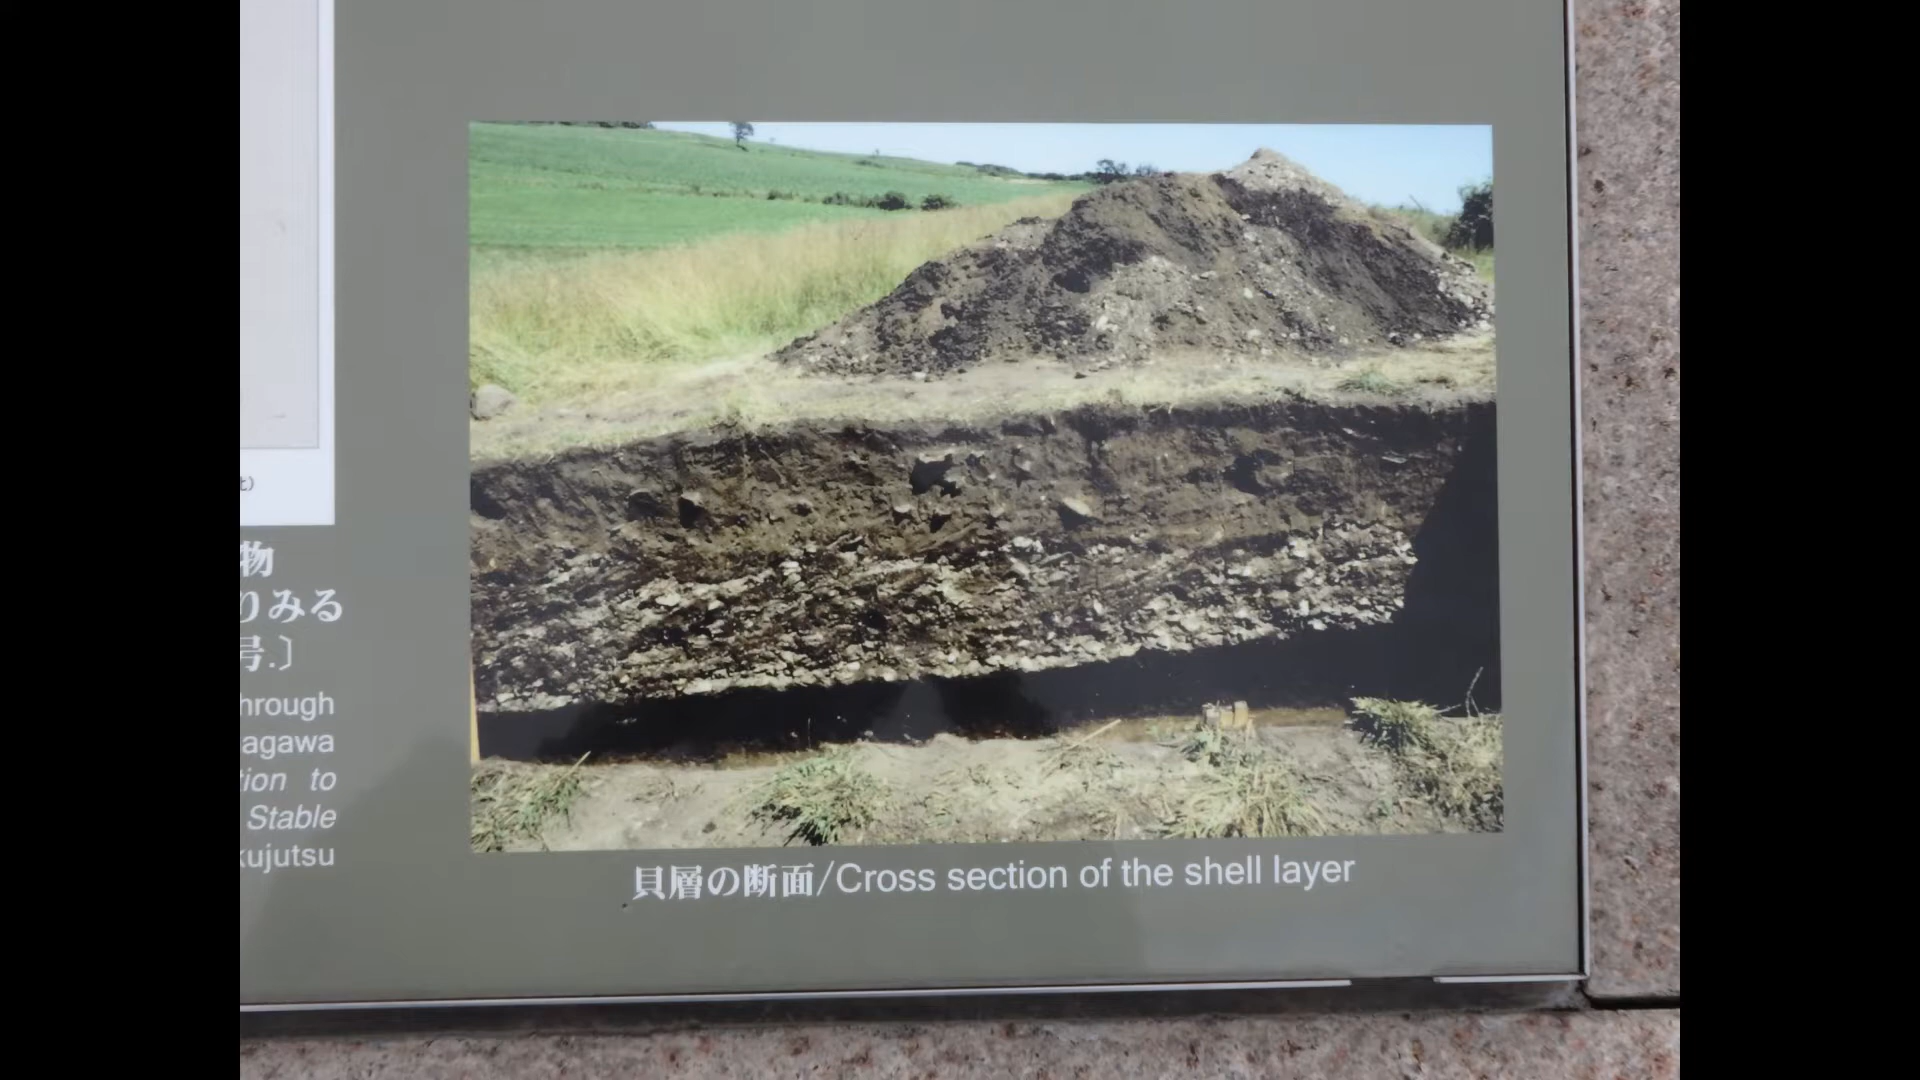 物
りみる
号.〕
hrough
agawa
tion to
Stable
kujutsu
貝層の断面/Cross section of the shell layer